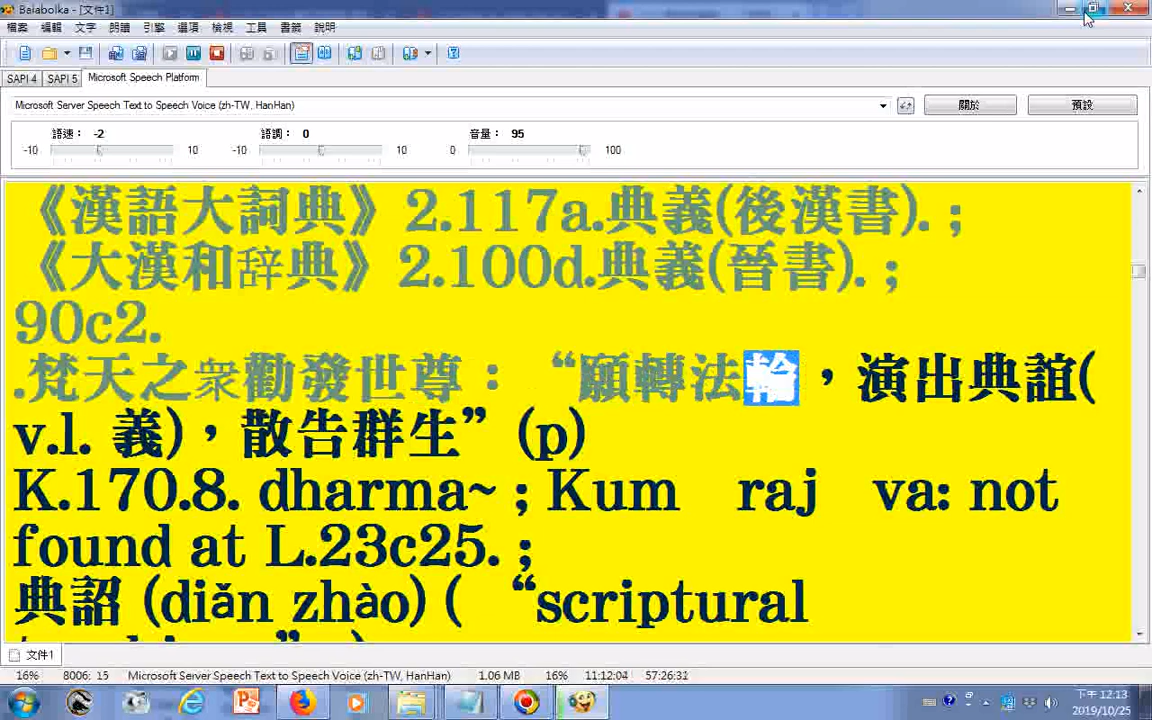 Balabolka - [文件1]
檔案 編輯 文字 朗讀 引擎 選項 檢視 工具 書籤 說明
SAPI 4 SAPI 5 Microsoft Speech Platform
Microsoft Server Speech Text to Speech Voice (zh-TW, HanHan) 關於 預設
語速： -2 語調： 0 音量： 95
-10 10 -10 10 0 100
《漢語大詞典》 2.117a.典義(後漢書). ;
《大漢和辞典》 2.100d.典義(晉書). ;
90c2.
.梵天之衆勸發世尊：“願轉法輪，演出典誼(
v.l. 義)，散告群生” (p)
K.170.8. dharma~ ; Kum raj va: not
found at L.23c25. ;
典詔 (diǎn zhào) ( “scriptural
文件1
16% 8006: 15 Microsoft Server Speech Text to Speech Voice (zh-TW, HanHan) 1.06 MB 16% 11:12:04 57:26:32
下午 12:13
2019/10/25